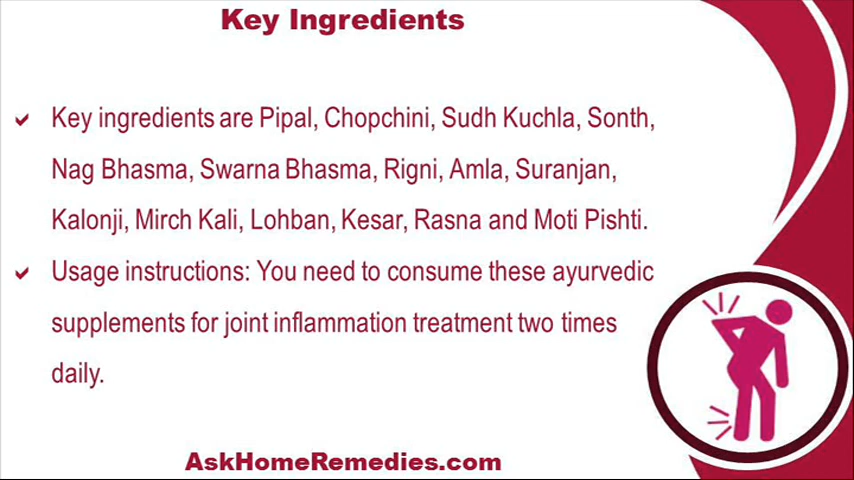 Key Ingredients
Key ingredients are Pipal, Chopchini, Sudh Kuchla, Sonth,
Nag Bhasma, Swarna Bhasma, Rigni, Amla, Suranjan,
Kalonji, Mirch Kali, Lohban, Kesar, Rasna and Moti Pishti.
Usage instructions: You need to consume these ayurvedic
supplements for joint inflammation treatment two times
daily.
AskHomeRemedies.com